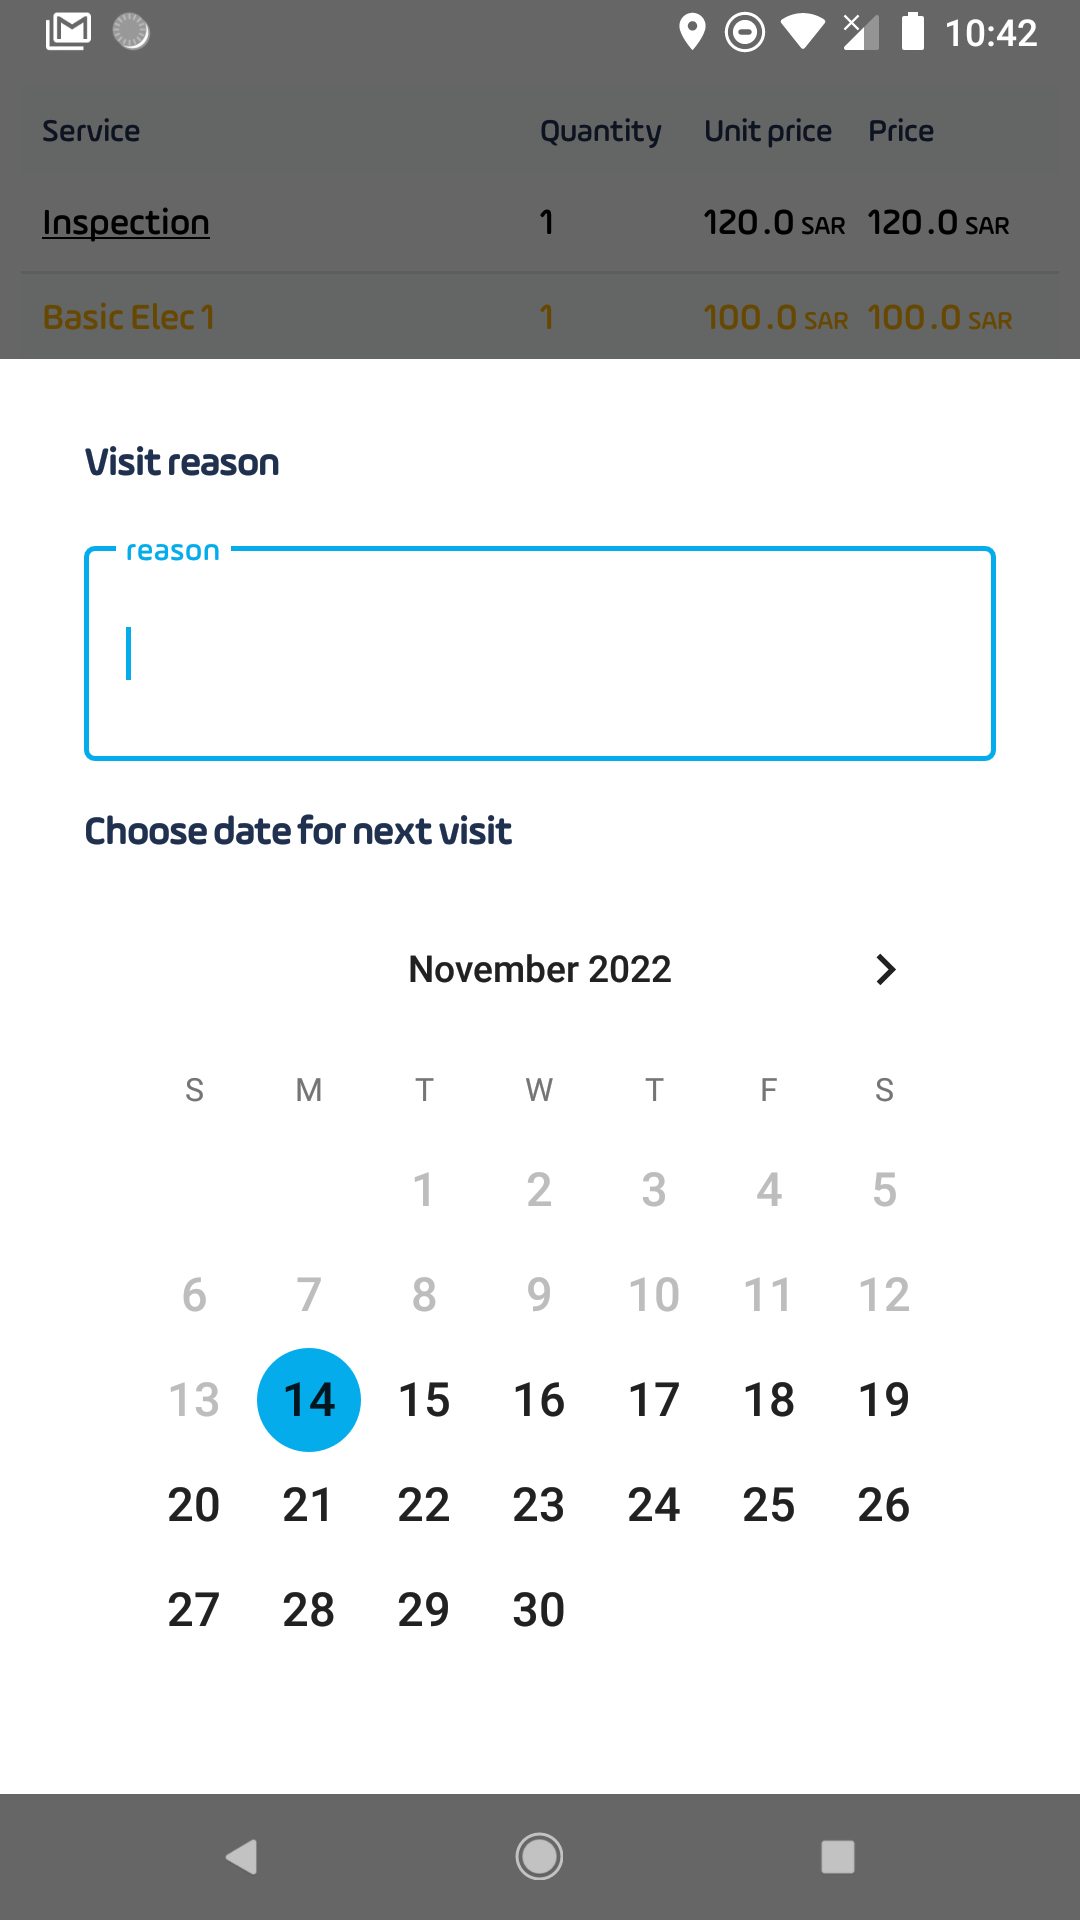 10:42
Service Quantity Unit price Price
Inspection 1 120.0 SAR 120.0 SAR
Basic Elec 1 1 100.0 SAR 100.0 SAR
Visit reason
reason
Choose date for next visit
November 2022
S M T W T F S
1 2 3 4 5
6 7 8 9 10 11 12
13 14 15 16 17 18 19
20 21 22 23 24 25 26
27 28 29 30